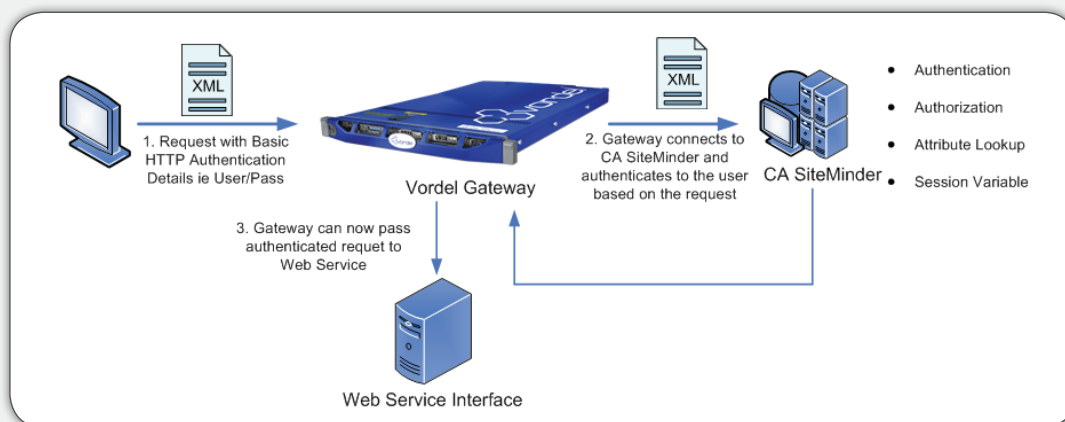 XML
1. Request with Basic
HTTP Authentication
Details ie User/Pass
vordel
Vordel Gateway
XML
2. Gateway connects to
CA SiteMinder and
authenticates to the user
based on the request
CA SiteMinder
• Authentication
• Authorization
• Attribute Lookup
• Session Variable
3. Gateway can now pass
authenticated requet to
Web Service
Web Service Interface